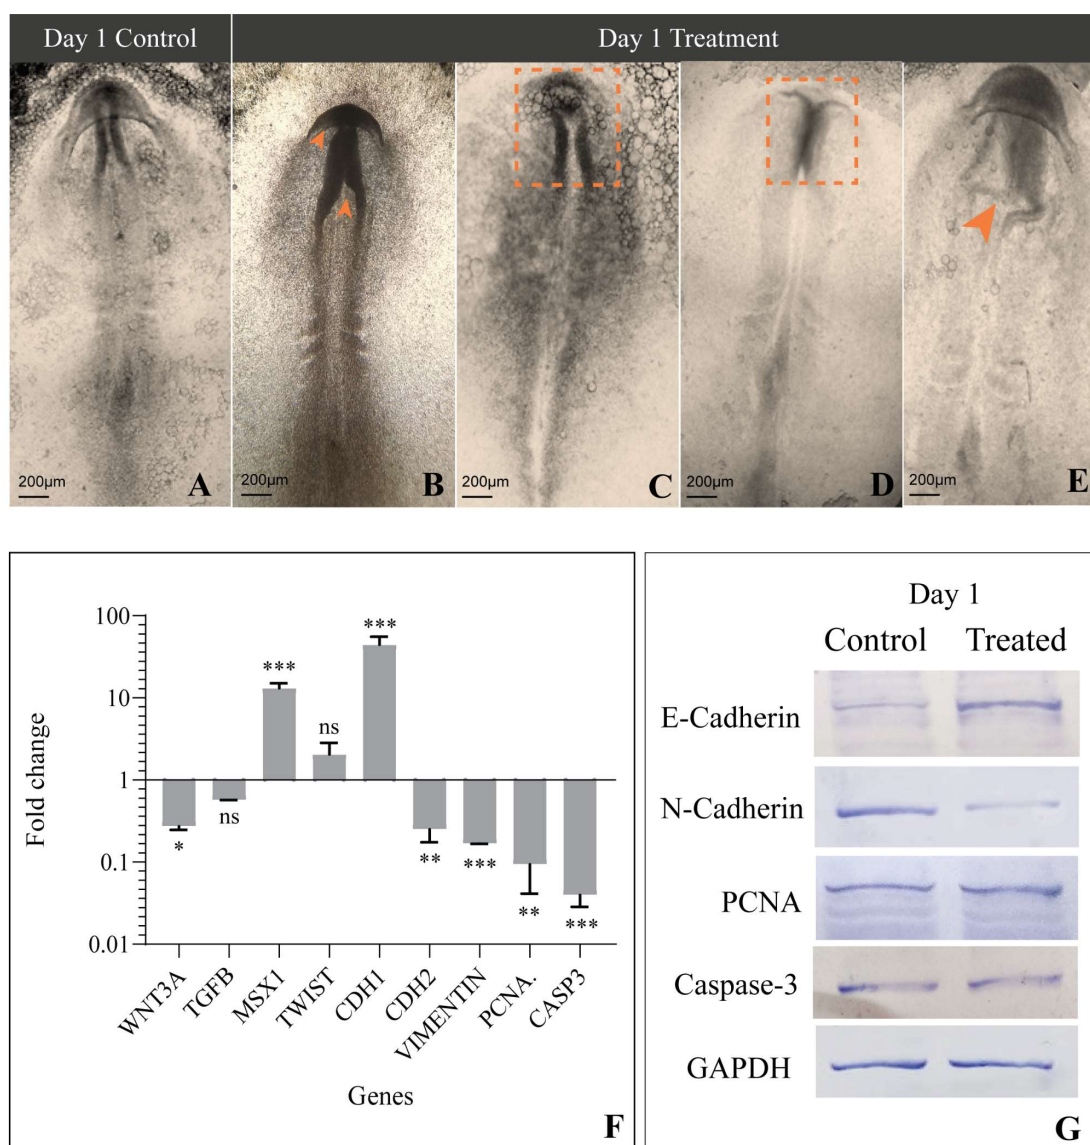 Day 1 Control
Day 1 Treatment
200µm
A
200µm
B
200µm
C
200µm
D
200µm
E
100
10
1
0.1
0.01
Fold change
*
ns
***
ns
***
**
***
**
***
WNT3A
TGFB
MSX1
TWIST
CDH1
CDH2
VIMENTIN
PCNA.
CASP3
Genes
F
Day 1
Control Treated
E-Cadherin
N-Cadherin
PCNA
Caspase-3
GAPDH
G